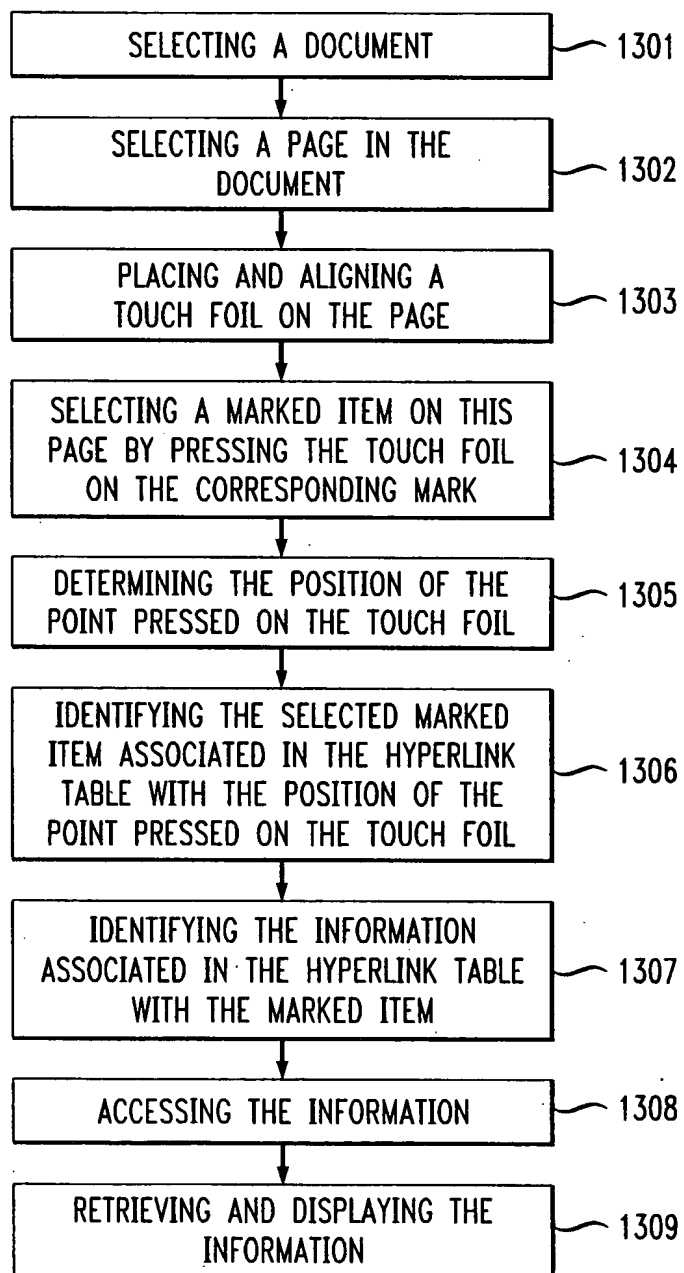 SELECTING A DOCUMENT
1301
SELECTING A PAGE IN THE
DOCUMENT
1302
PLACING AND ALIGNING A
TOUCH FOIL ON THE PAGE
1303
SELECTING A MARKED ITEM ON THIS
PAGE BY PRESSING THE TOUCH FOIL
ON THE CORRESPONDING MARK
1304
DETERMINING THE POSITION OF THE
POINT PRESSED ON THE TOUCH FOIL
1305
IDENTIFYING THE SELECTED MARKED
ITEM ASSOCIATED IN THE HYPERLINK
TABLE WITH THE POSITION OF THE
POINT PRESSED ON THE TOUCH FOIL
1306
IDENTIFYING THE INFORMATION
ASSOCIATED IN THE HYPERLINK TABLE
WITH THE MARKED ITEM
1307
ACCESSING THE INFORMATION
1308
RETRIEVING AND DISPLAYING THE
INFORMATION
1309